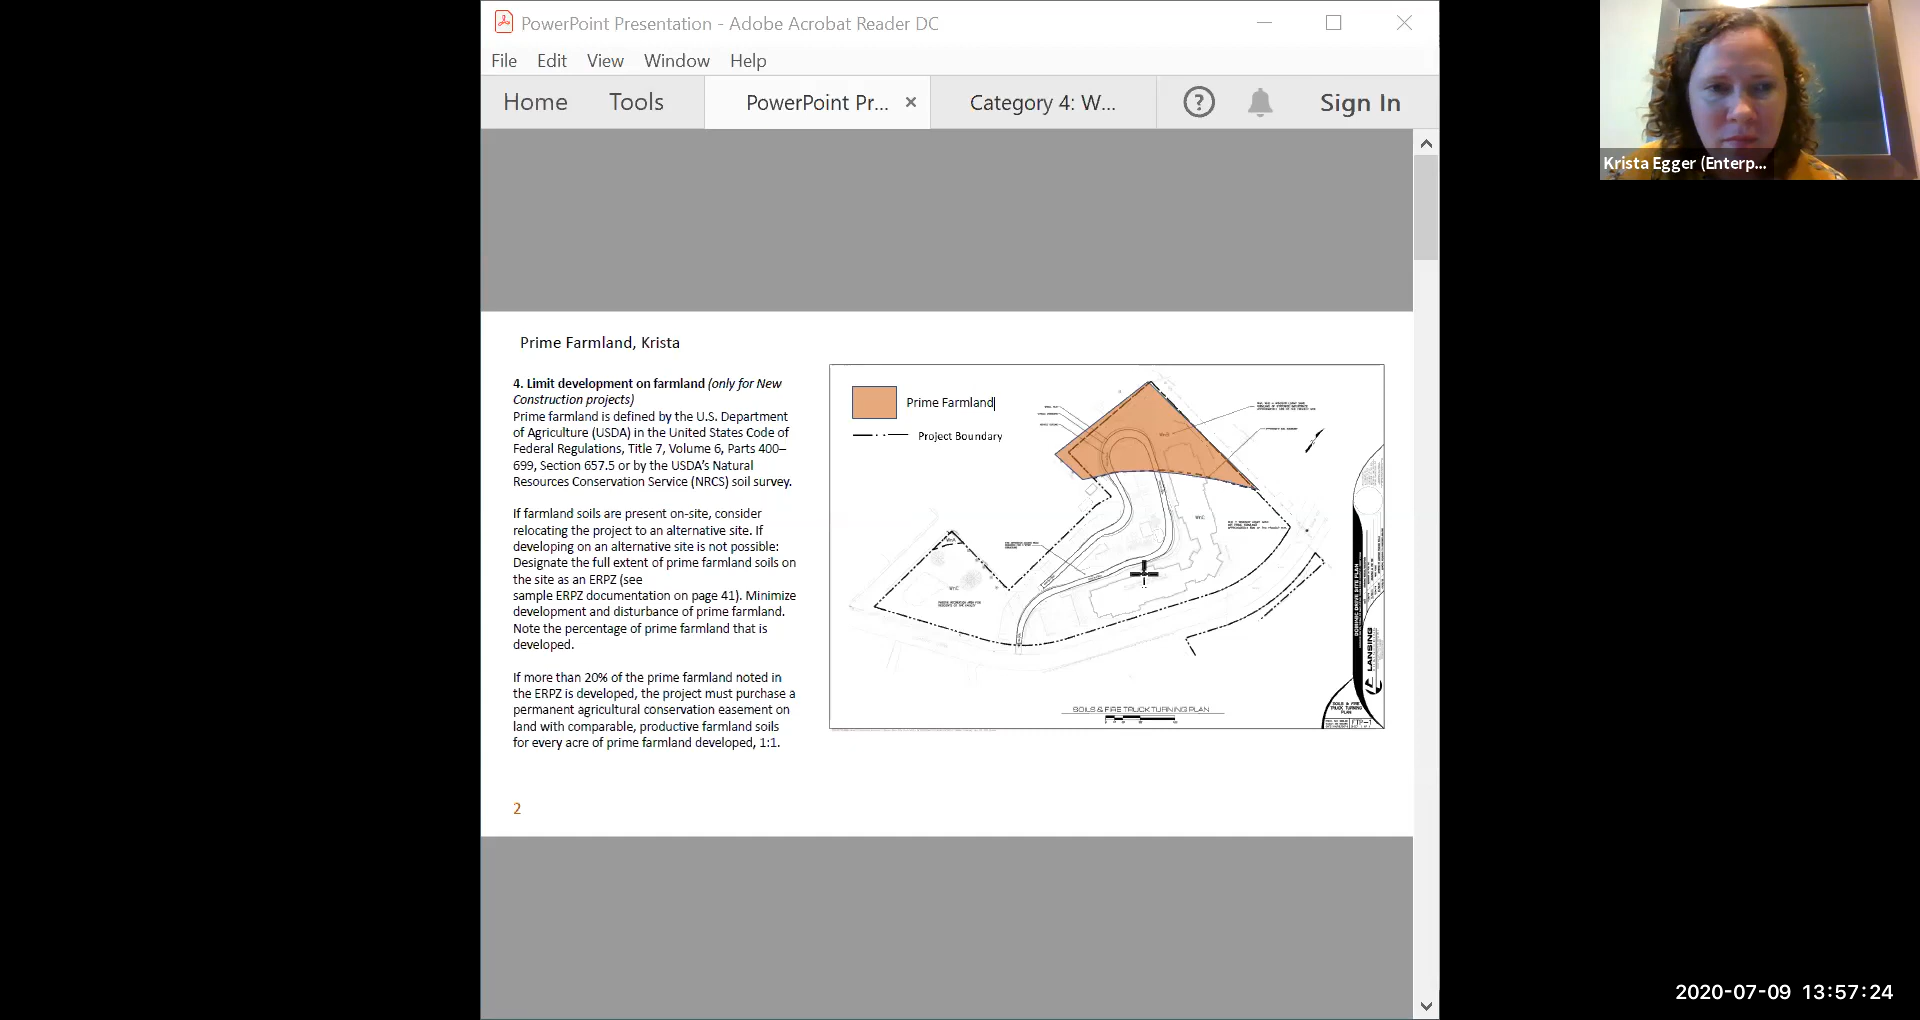 PowerPoint Presentation - Adobe Acrobat Reader DC
File Edit View Window Help
Home Tools PowerPoint Pr... × Category 4: W... ? Sign In
Krista Egger (Enterp...
Prime Farmland, Krista
4. Limit development on farmland (only for New
Construction projects)
Prime farmland is defined by the U.S. Department
of Agriculture (USDA) in the United States Code of
Federal Regulations, Title 7, Volume 6, Parts 400–
699, Section 657.5 or by the USDA's Natural
Resources Conservation Service (NRCS) soil survey.
If farmland soils are present on-site, consider
relocating the project to an alternative site. If
developing on an alternative site is not possible:
Designate the full extent of prime farmland soils on
the site as an ERPZ (see
sample ERPZ documentation on page 41). Minimize
development and disturbance of prime farmland.
Note the percentage of prime farmland that is
developed.
If more than 20% of the prime farmland noted in
the ERPZ is developed, the project must purchase a
permanent agricultural conservation easement on
land with comparable, productive farmland soils
for every acre of prime farmland developed, 1:1.
2
Prime Farmland
Project Boundary
SOILS & FIRE TRUCK TURNING PLAN
LANSING
SOILS & FIRE
TRUCK TURNING
PLAN
2020-07-09 13:57:24